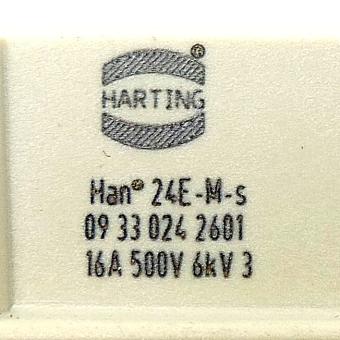 HARTING®
Han® 24E-M-s
09 33 024 2601
16A 500V 6kV 3